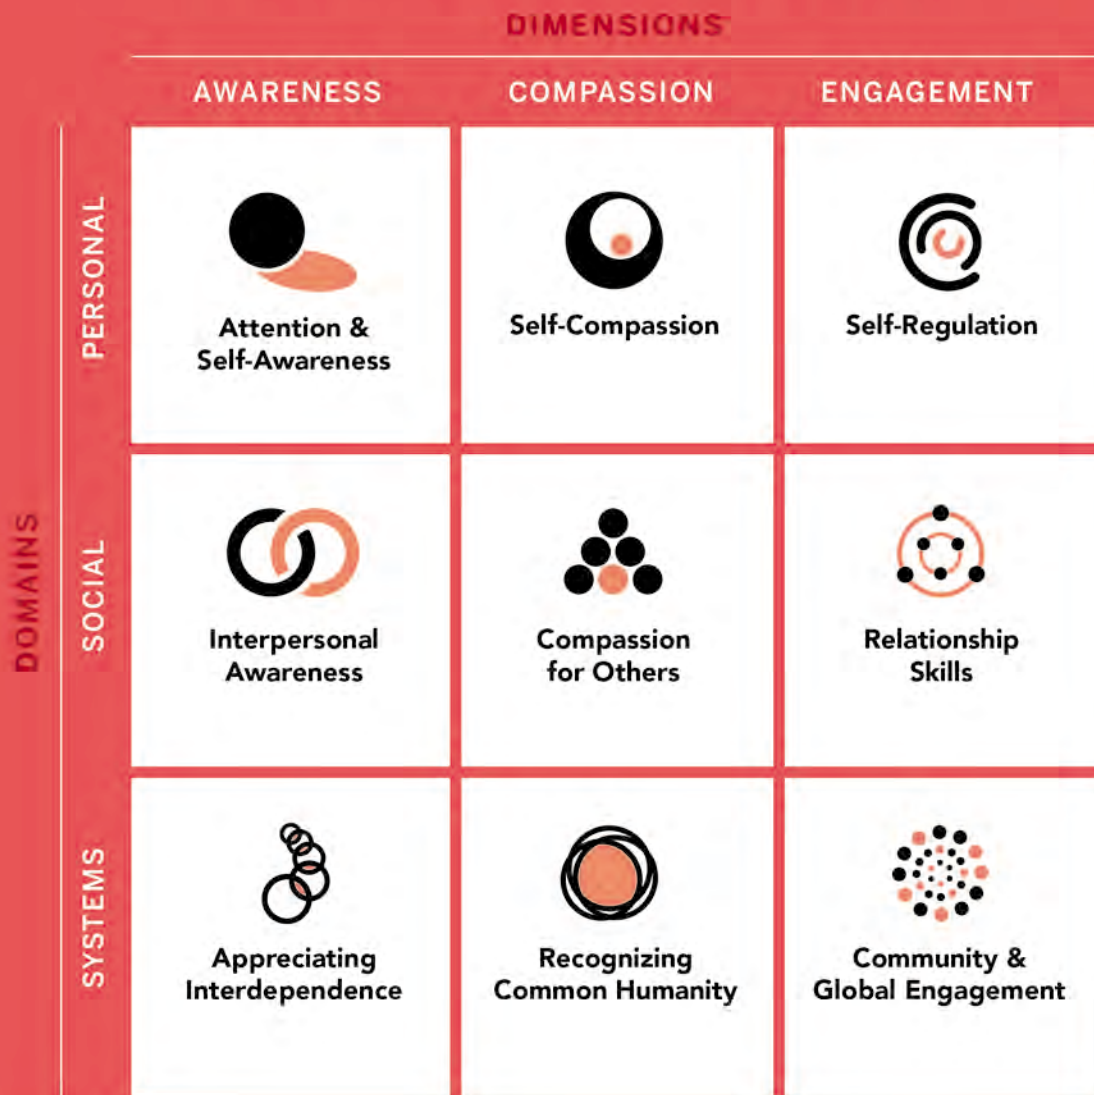 DIMENSIONS
AWARENESS
COMPASSION
ENGAGEMENT
DOMAINS
PERSONAL
Attention &
Self-Awareness
Self-Compassion
Self-Regulation
SOCIAL
Interpersonal
Awareness
Compassion
for Others
Relationship
Skills
SYSTEMS
Appreciating
Interdependence
Recognizing
Common Humanity
Community &
Global Engagement